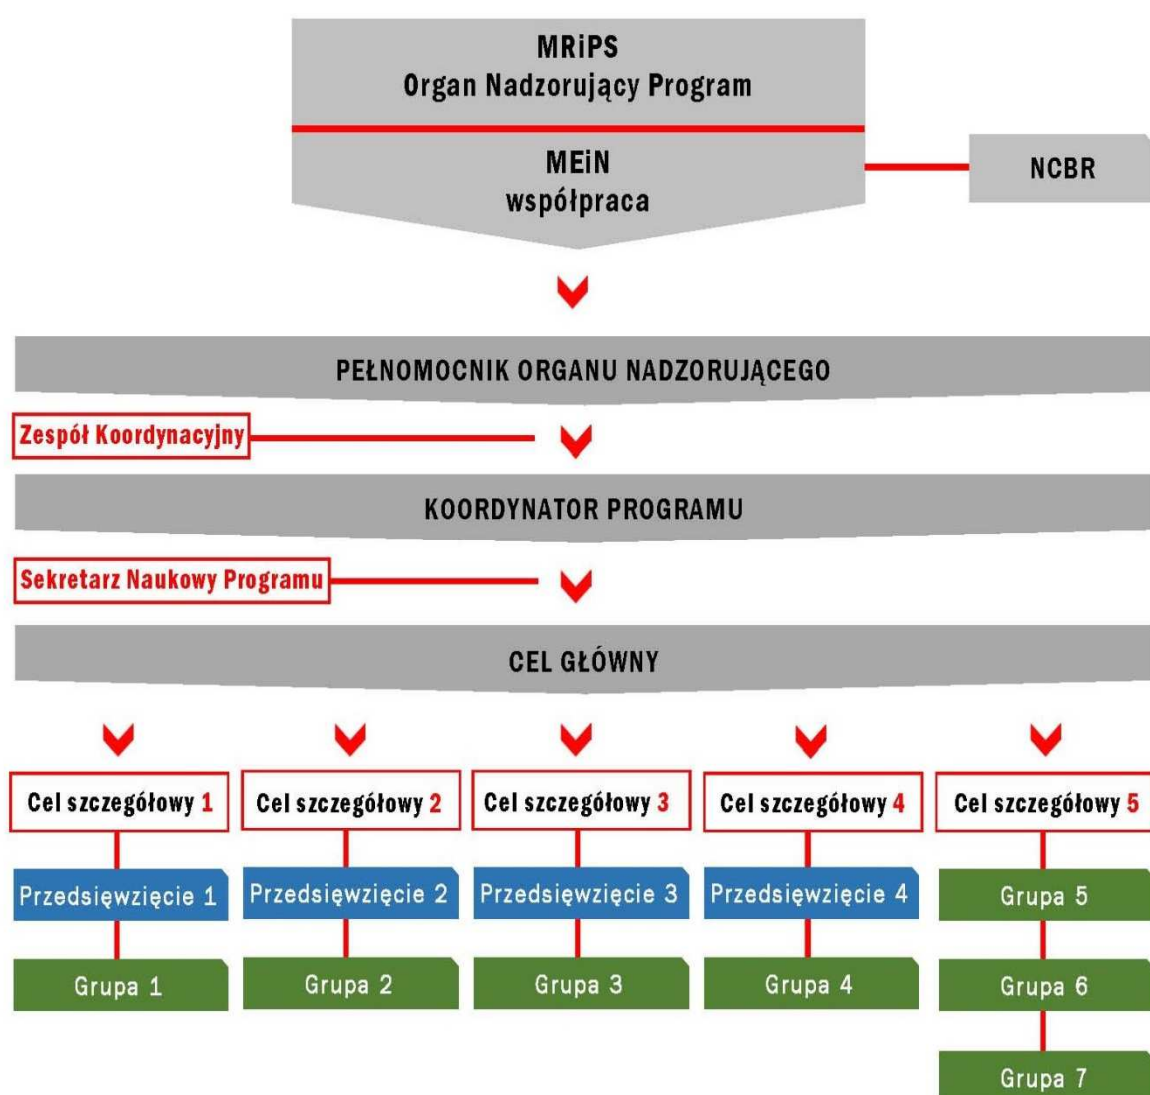 MRiPS
Organ Nadzorujący Program
MEiN
współpraca
NCBR
PEŁNOMOCNIK ORGANU NADZORUJĄCEGO
Zespół Koordynacyjny
KOORDYNATOR PROGRAMU
Sekretarz Naukowy Programu
CEL GŁÓWNY
Cel szczegółowy 1
Cel szczegółowy 2
Cel szczegółowy 3
Cel szczegółowy 4
Cel szczegółowy 5
Przedsięwzięcie 1
Przedsięwzięcie 2
Przedsięwzięcie 3
Przedsięwzięcie 4
Grupa 5
Grupa 1
Grupa 2
Grupa 3
Grupa 4
Grupa 6
Grupa 7